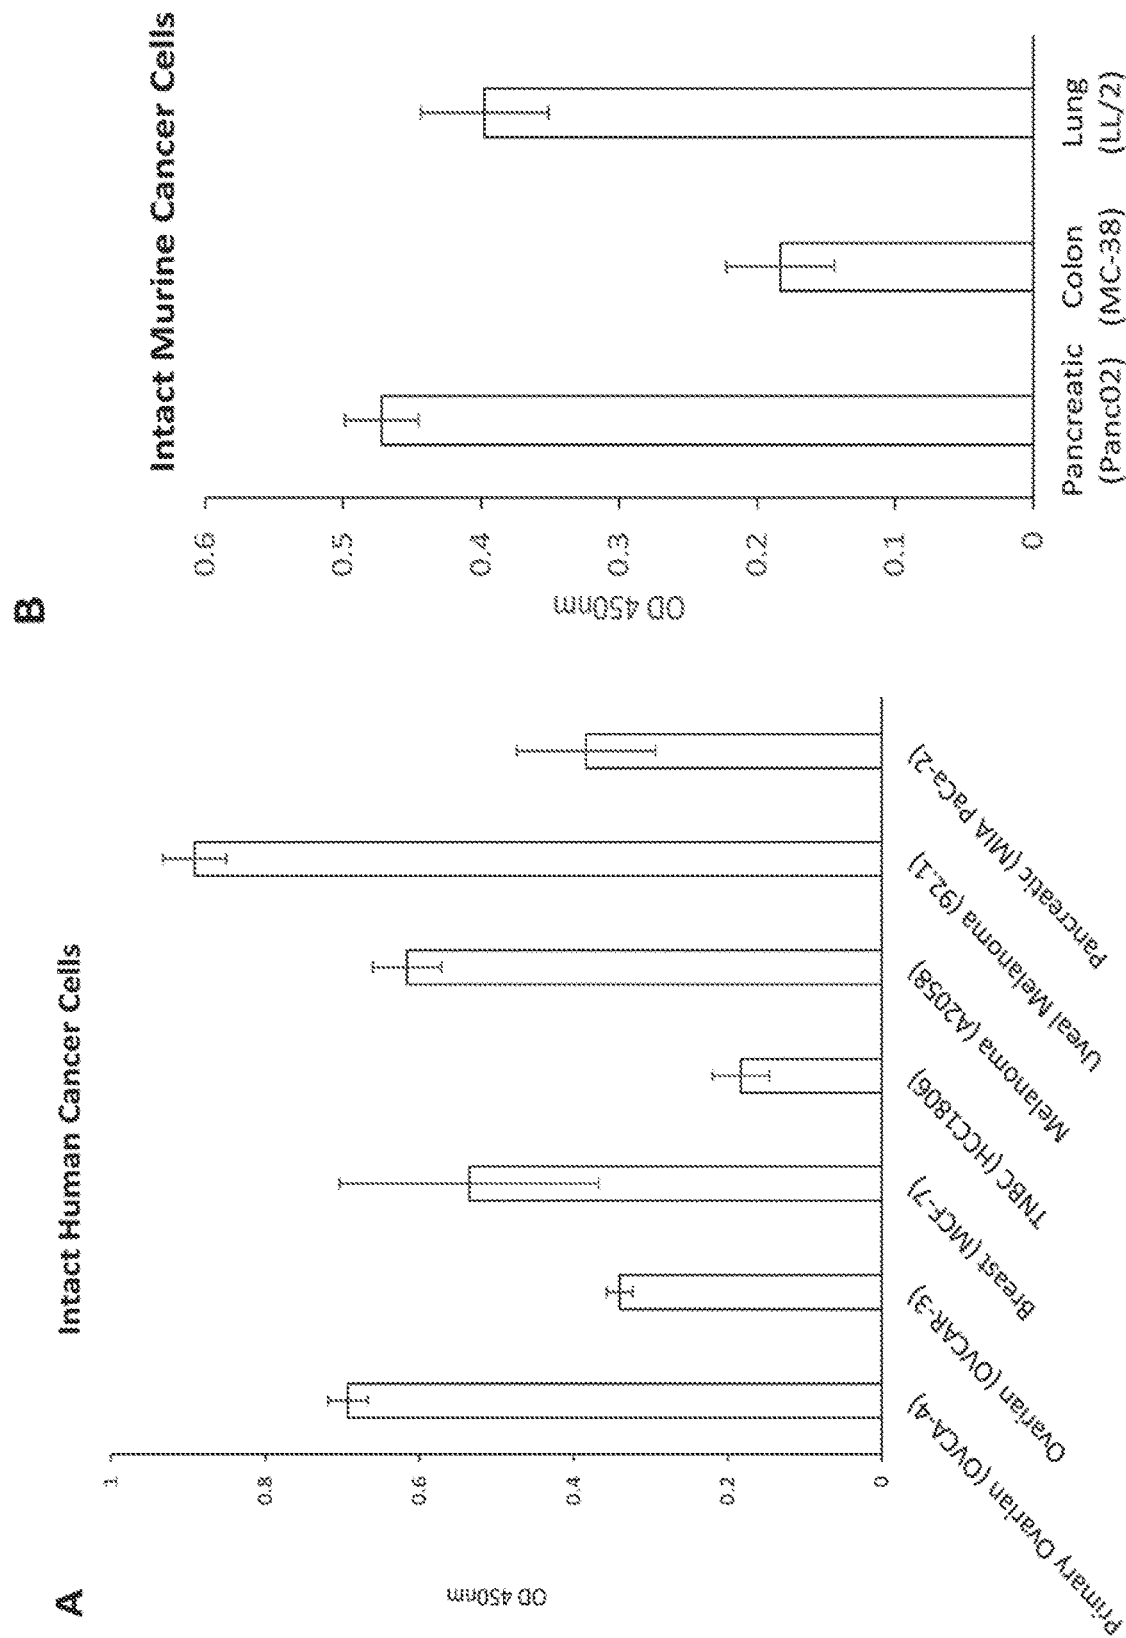 A
Intact Human Cancer Cells
OD 450nm
1
0.8
0.6
0.4
0.2
0
Primary Ovarian (OVCA-4)
Ovarian (OVCAR-3)
Breast (MCF-7)
TNBC (HCC1806)
Melanoma (A2058)
Uveal Melanoma (92.1)
Pancreatic (MIA PaCa-2)
B
Intact Murine Cancer Cells
OD 450nm
0.6
0.5
0.4
0.3
0.2
0.1
0
Pancreatic Colon Lung
(Panc02) (MC-38) (LL/2)